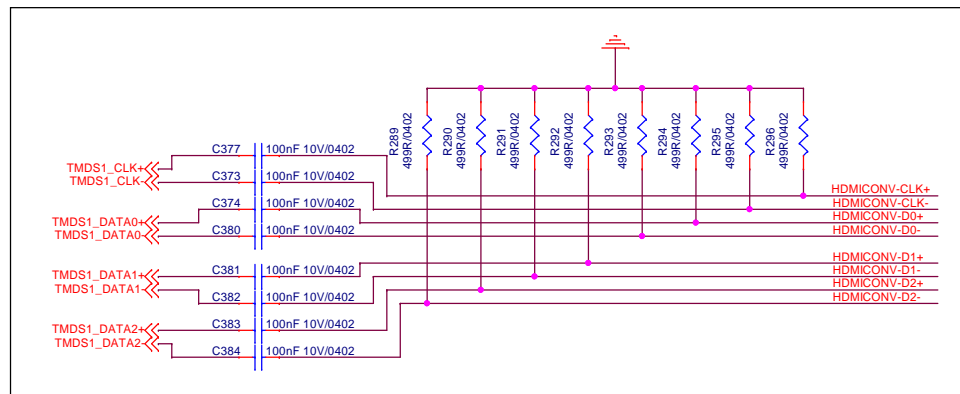 R289
499R/0402
R290
499R/0402
R291
499R/0402
R292
499R/0402
R293
499R/0402
R294
499R/0402
R295
499R/0402
R296
499R/0402
C377
100nF 10V/0402
TMDS1_CLK+
TMDS1_CLK-
C373
100nF 10V/0402
HDMICONV-CLK+
C374
100nF 10V/0402
HDMICONV-CLK-
TMDS1_DATA0+
HDMICONV-D0+
TMDS1_DATA0-
C380
100nF 10V/0402
HDMICONV-D0-
C381
100nF 10V/0402
HDMICONV-D1+
TMDS1_DATA1+
HDMICONV-D1-
TMDS1_DATA1-
C382
100nF 10V/0402
HDMICONV-D2+
HDMICONV-D2-
C383
100nF 10V/0402
TMDS1_DATA2+
TMDS1_DATA2-
C384
100nF 10V/0402